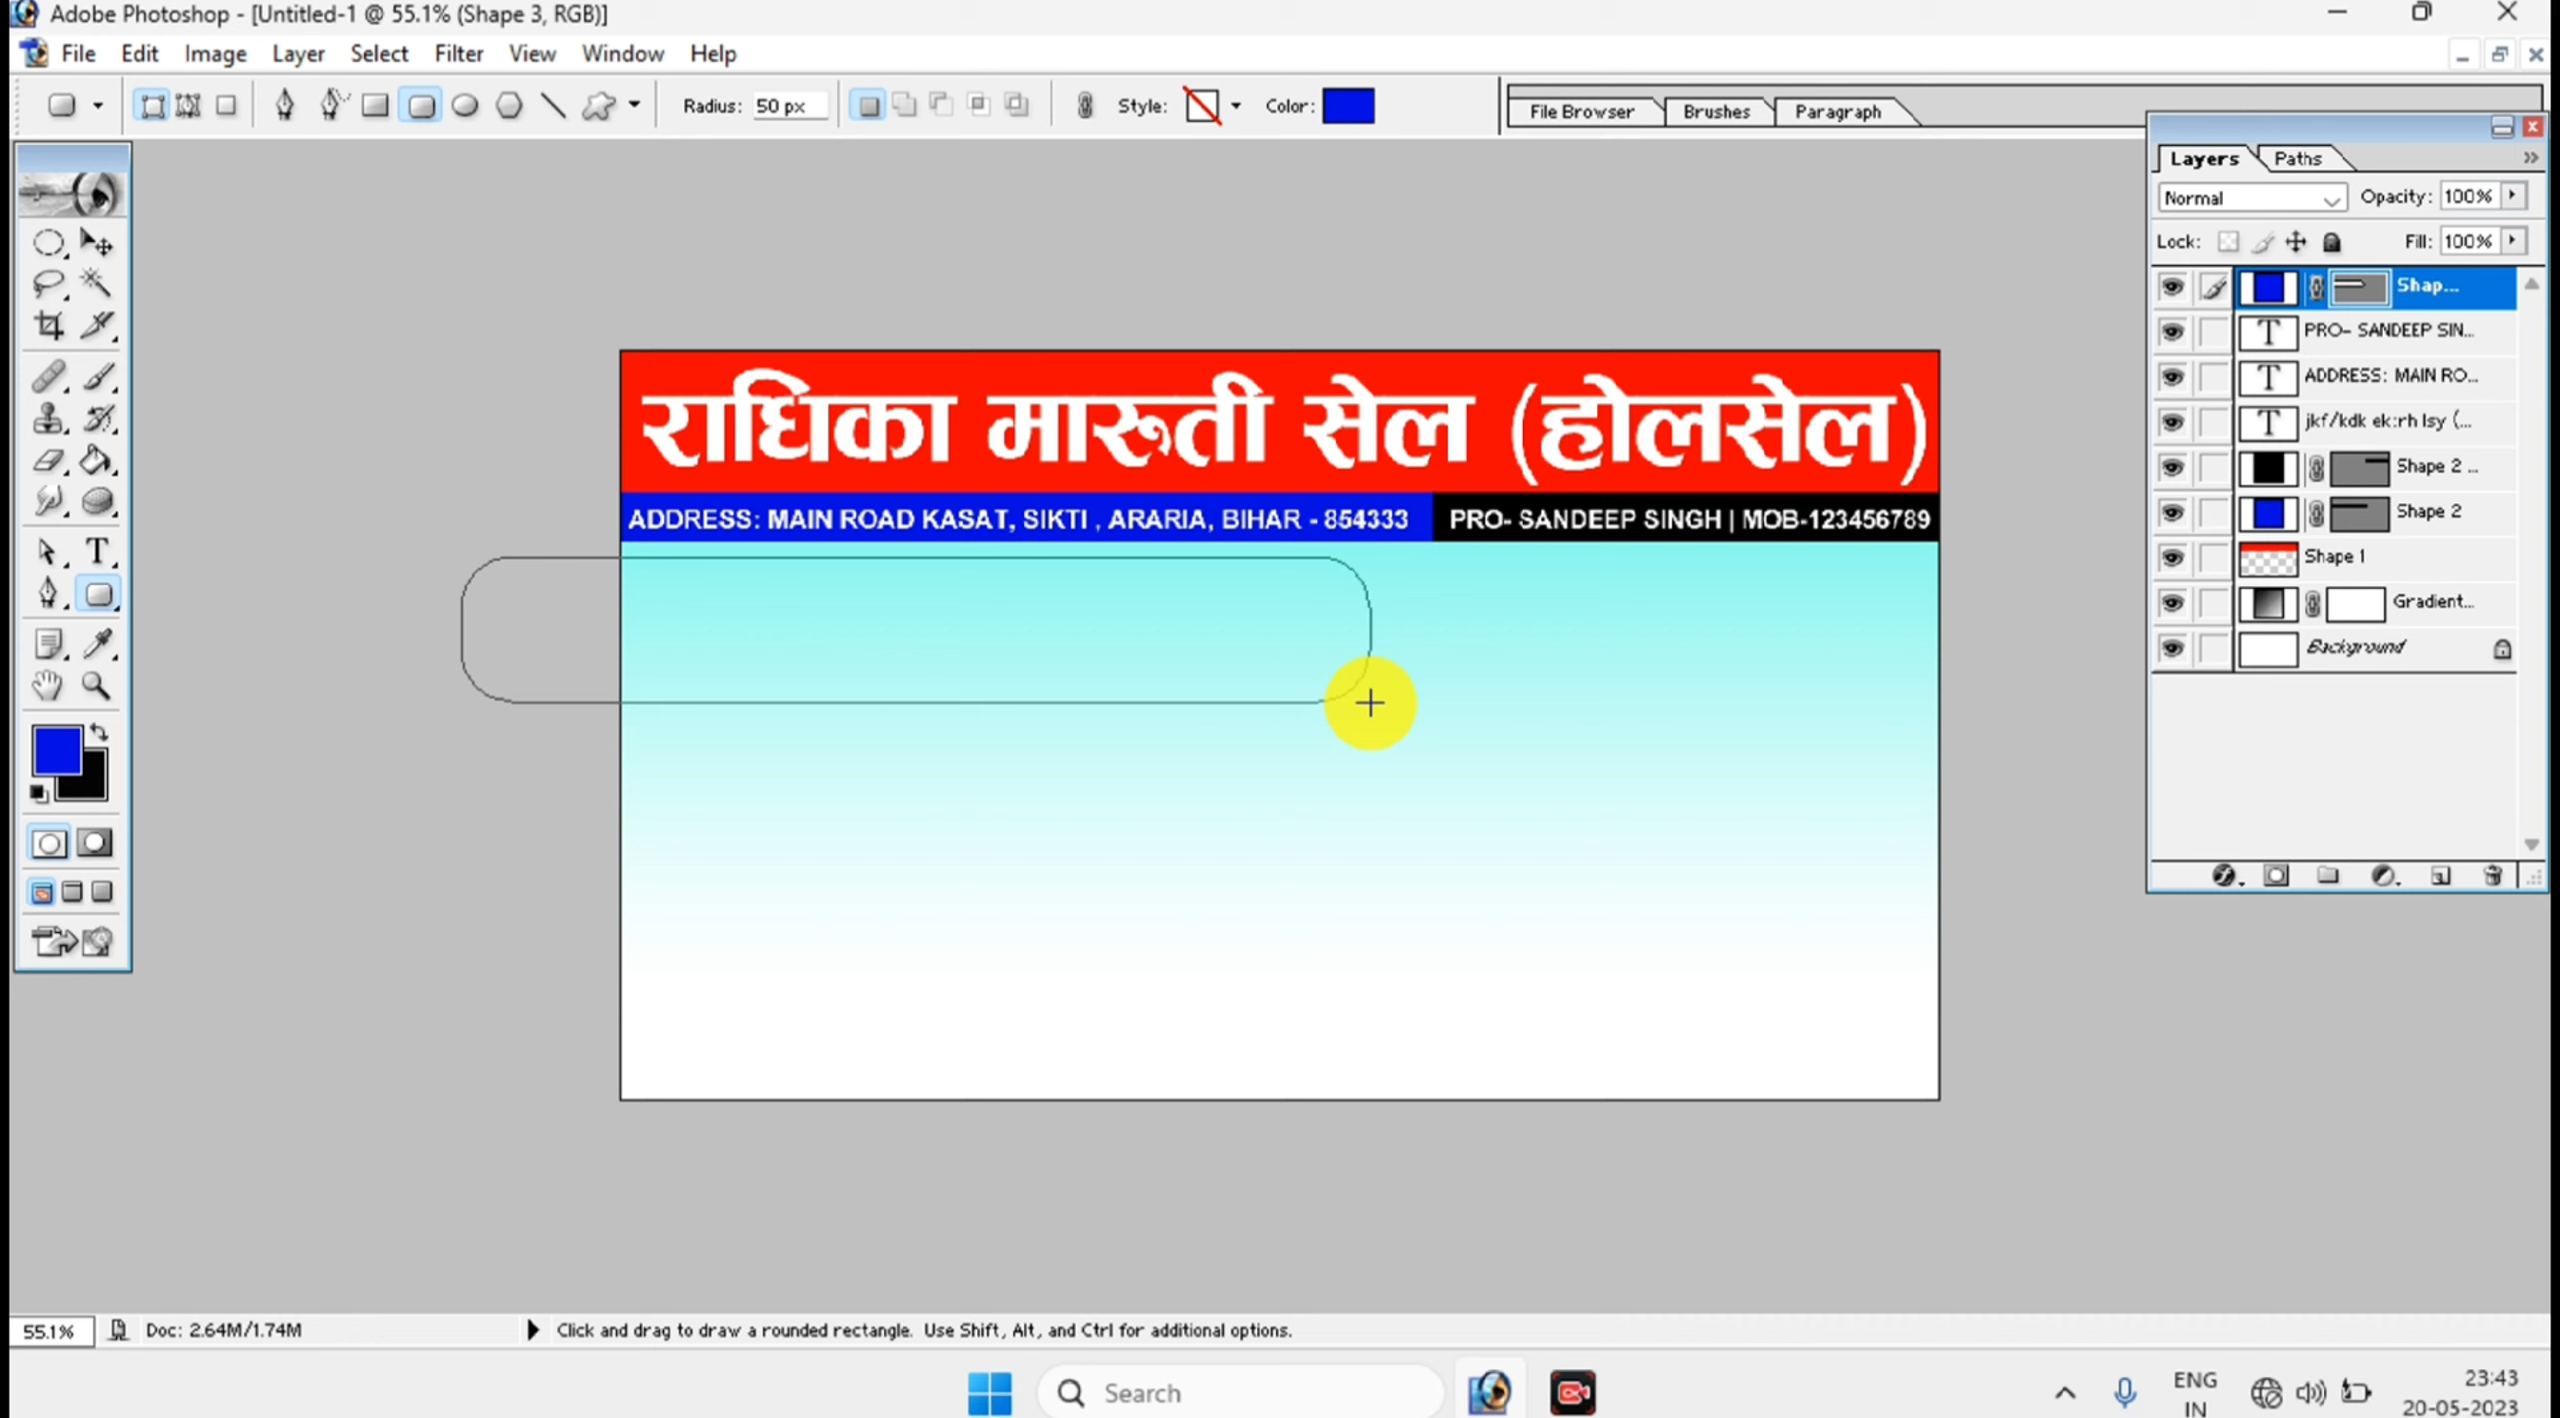 Adobe Photoshop - [Untitled-1 @ 55.1% (Shape 3, RGB)]
File Edit Image Layer Select Filter View Window Help
Radius: 50 px Style: Color: File Browser Brushes Paragraph
Layers Paths
Normal Opacity: 100%
Lock: Fill: 100%
Shap...
PRO- SANDEEP SIN...
ADDRESS: MAIN RO...
jkf/kdk ek:rh lsy (...
Shape 2 ...
Shape 2
Shape 1
Gradient...
Background
राधिका मारूती सेल (होलसेल)
ADDRESS: MAIN ROAD KASAT, SIKTI , ARARIA, BIHAR - 854333 PRO- SANDEEP SINGH | MOB-123456789
55.1% Doc: 2.64M/1.74M Click and drag to draw a rounded rectangle. Use Shift, Alt, and Ctrl for additional options.
Search
ENG
IN
23:43
20-05-2023